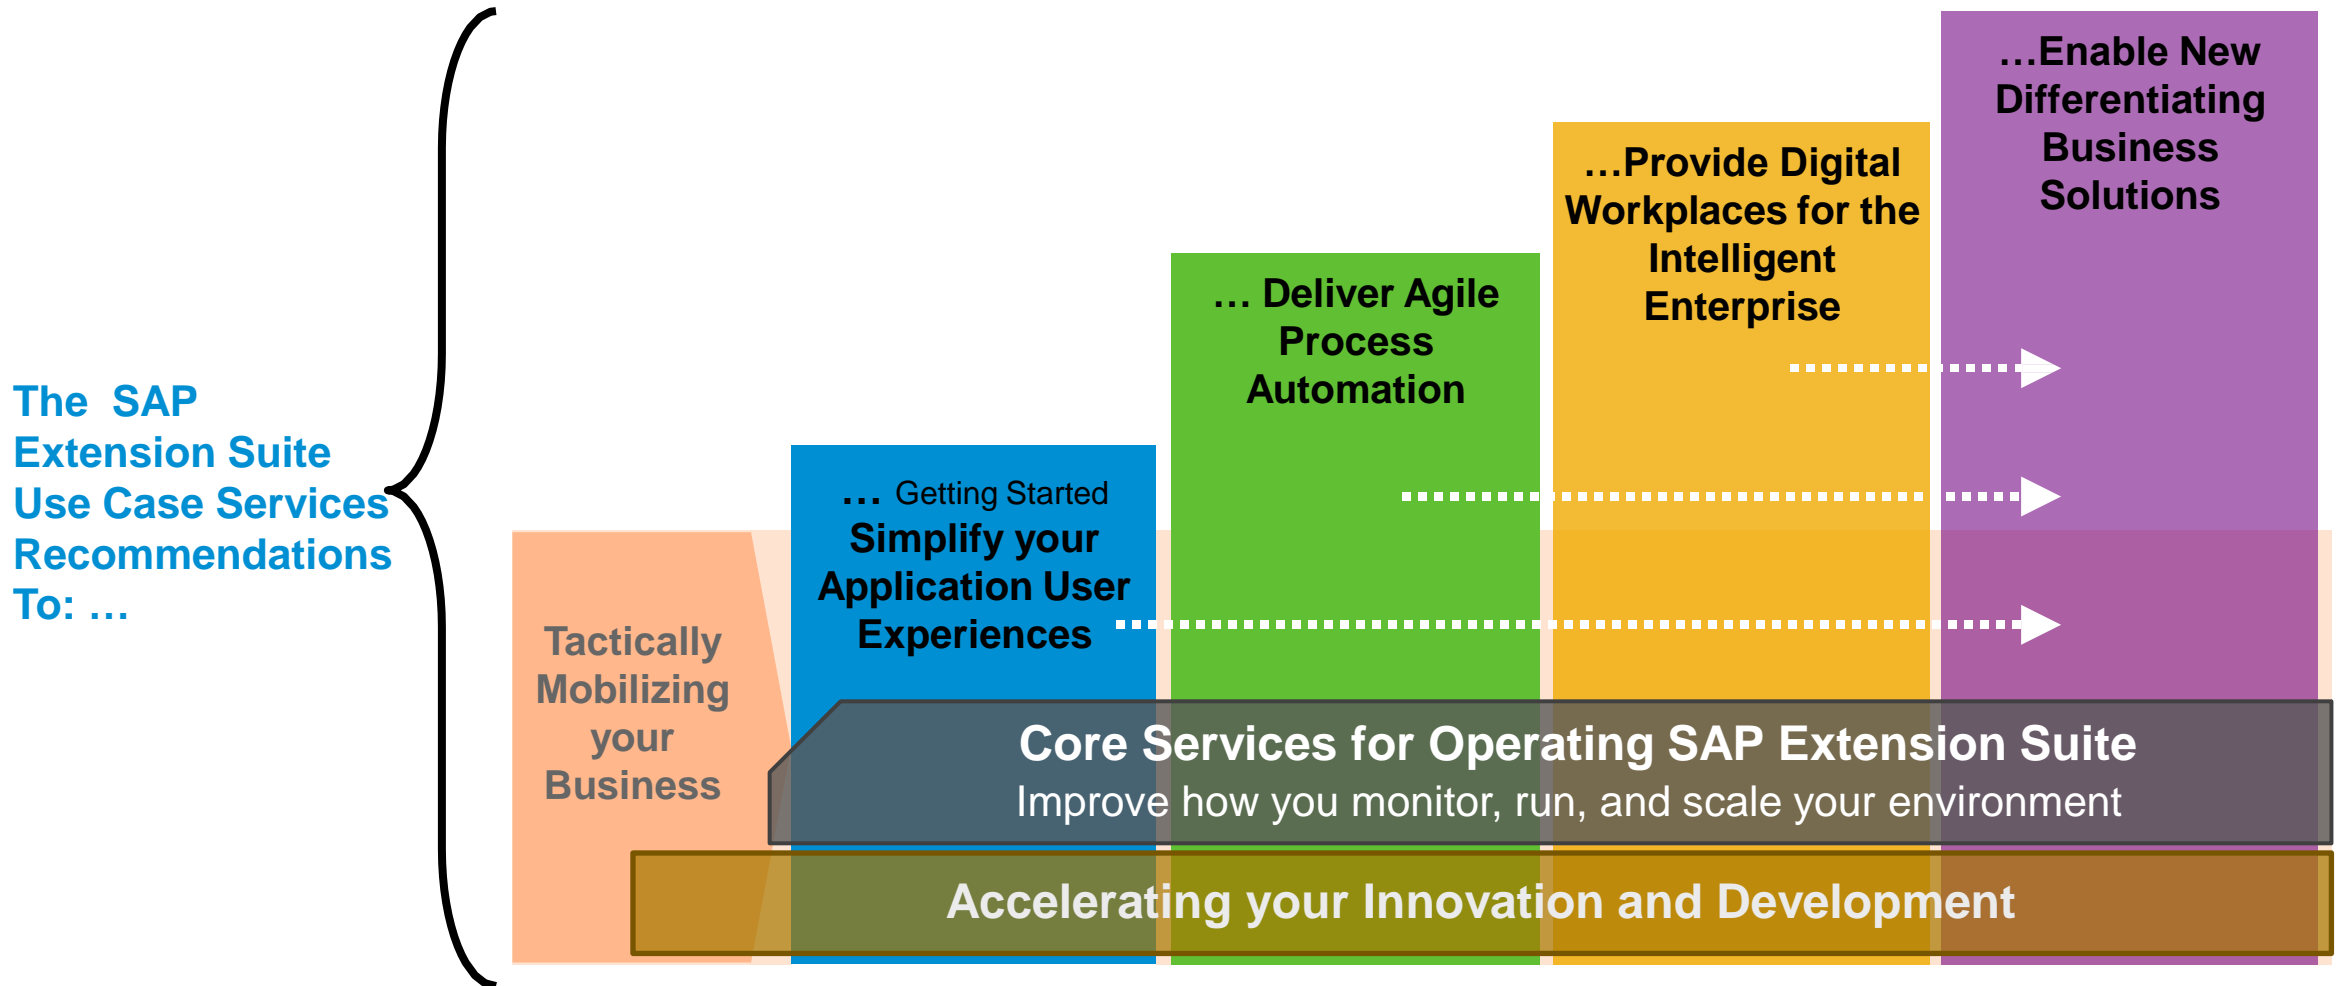 The SAP
Extension Suite
Use Case Services
Recommendations
To: …
Tactically
Mobilizing
your
Business
… Getting Started
Simplify your
Application User
Experiences
… Deliver Agile
Process
Automation
…Provide Digital
Workplaces for the
Intelligent
Enterprise
…Enable New
Differentiating
Business
Solutions
Core Services for Operating SAP Extension Suite
Improve how you monitor, run, and scale your environment
Accelerating your Innovation and Development